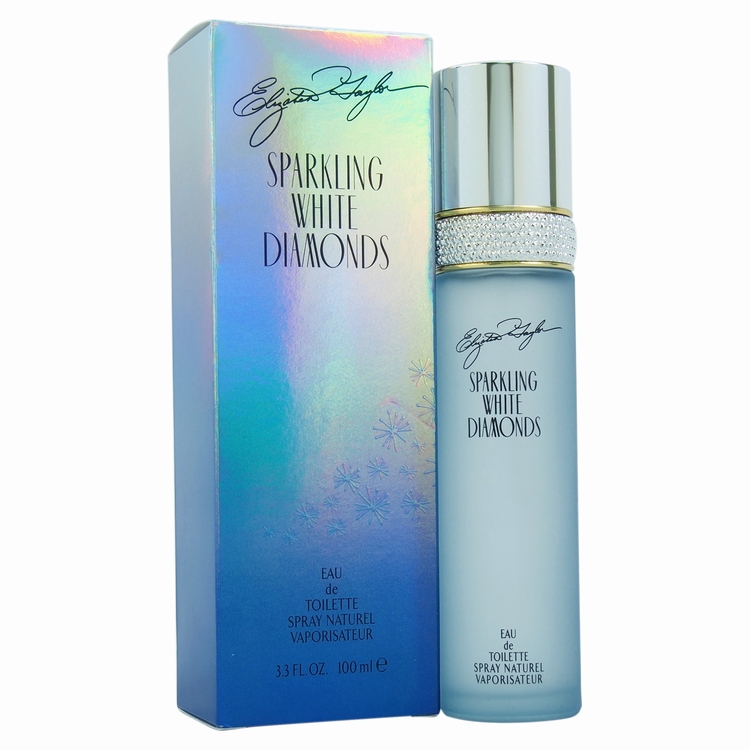 Elizabeth Taylor
SPARKLING
WHITE
DIAMONDS
EAU
de
TOILETTE
SPRAY NATUREL
VAPORISATEUR
3.3 FL.OZ. 100 ml ℮
Elizabeth Taylor
SPARKLING
WHITE
DIAMONDS
EAU
de
TOILETTE
SPRAY NATUREL
VAPORISATEUR